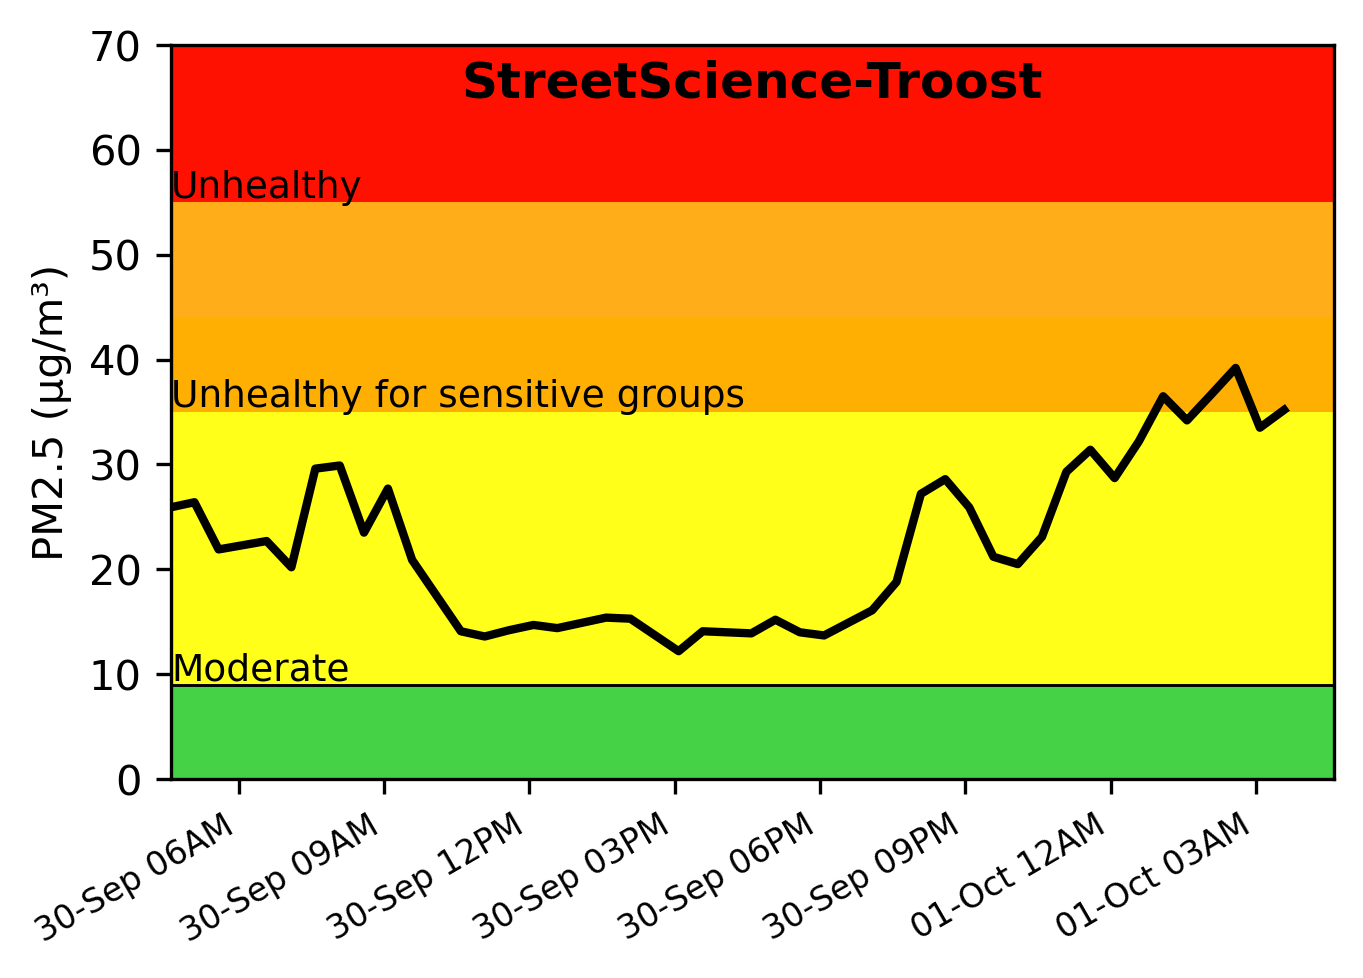 StreetScience-Troost
PM2.5 (µg/m³)
70
60
50
40
30
20
10
0
Unhealthy
Unhealthy for sensitive groups
Moderate
30-Sep 06AM
30-Sep 09AM
30-Sep 12PM
30-Sep 03PM
30-Sep 06PM
30-Sep 09PM
01-Oct 12AM
01-Oct 03AM